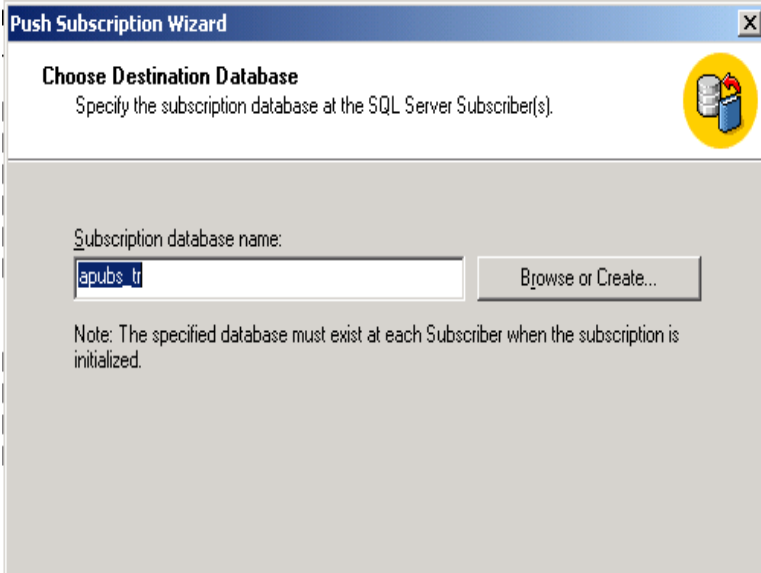 Push Subscription Wizard
Choose Destination Database
Specify the subscription database at the SQL Server Subscriber(s).
Subscription database name:
apubs_tr
Browse or Create...
Note: The specified database must exist at each Subscriber when the subscription is
initialized.